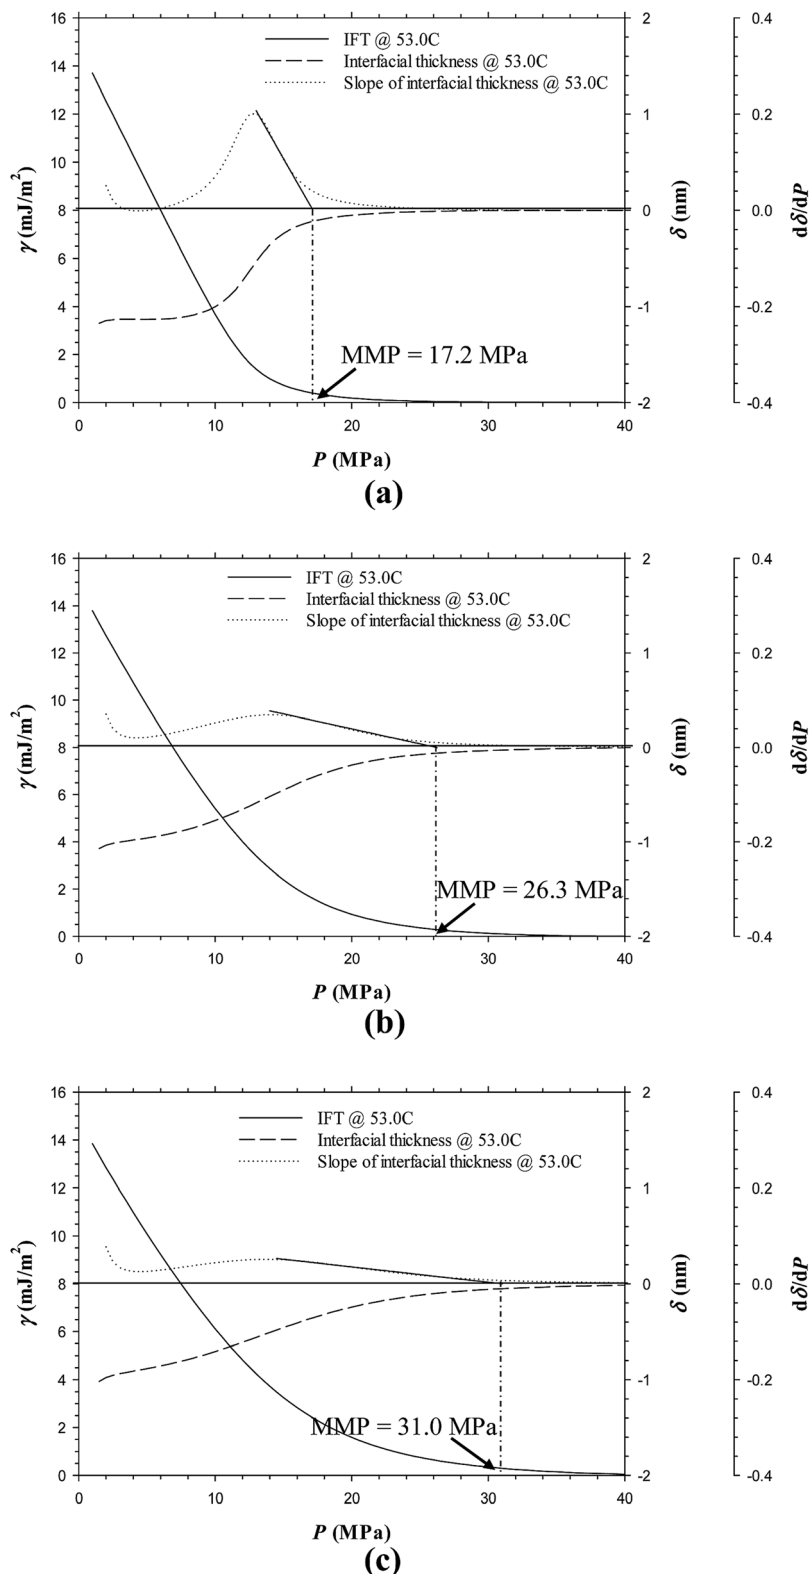 IFT @ 53.0C
Interfacial thickness @ 53.0C
Slope of interfacial thickness @ 53.0C
16
14
12
10
8
6
4
2
0
γ (mJ/m²)
2
1
0
-1
-2
δ (nm)
0.4
0.2
0.0
-0.2
-0.4
dδ/dP
MMP = 17.2 MPa
0 10 20 30 40
P (MPa)
(a)
IFT @ 53.0C
Interfacial thickness @ 53.0C
Slope of interfacial thickness @ 53.0C
16
14
12
10
8
6
4
2
0
γ (mJ/m²)
2
1
0
-1
-2
δ (nm)
0.4
0.2
0.0
-0.2
-0.4
dδ/dP
MMP = 26.3 MPa
0 10 20 30 40
P (MPa)
(b)
IFT @ 53.0C
Interfacial thickness @ 53.0C
Slope of interfacial thickness @ 53.0C
16
14
12
10
8
6
4
2
0
γ (mJ/m²)
2
1
0
-1
-2
δ (nm)
0.4
0.2
0.0
-0.2
-0.4
dδ/dP
MMP = 31.0 MPa
0 10 20 30 40
P (MPa)
(c)